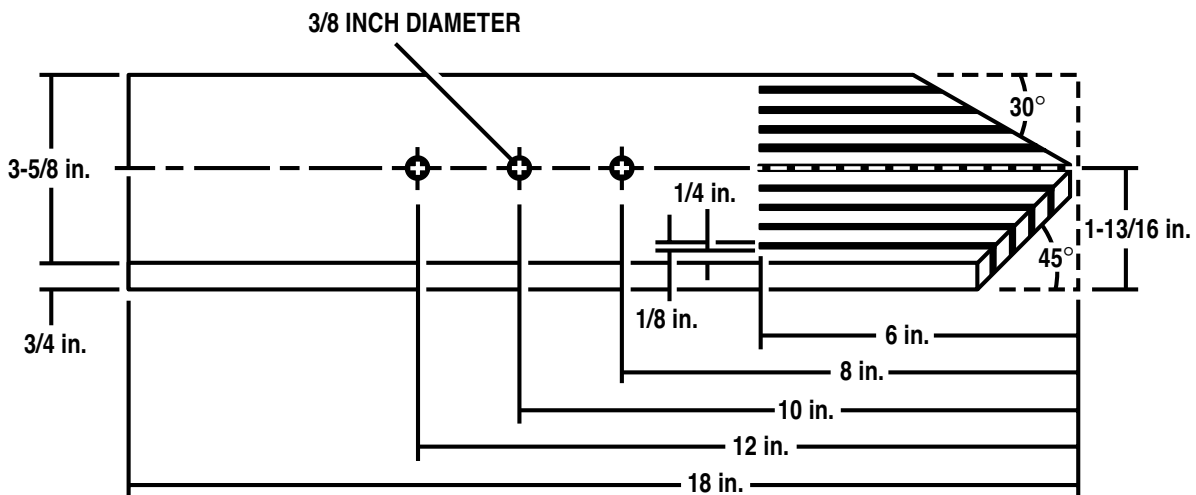 3/8 INCH DIAMETER
30°
3-5/8 in.
1/4 in.
1-13/16 in.
45°
1/8 in.
3/4 in.
6 in.
8 in.
10 in.
12 in.
18 in.